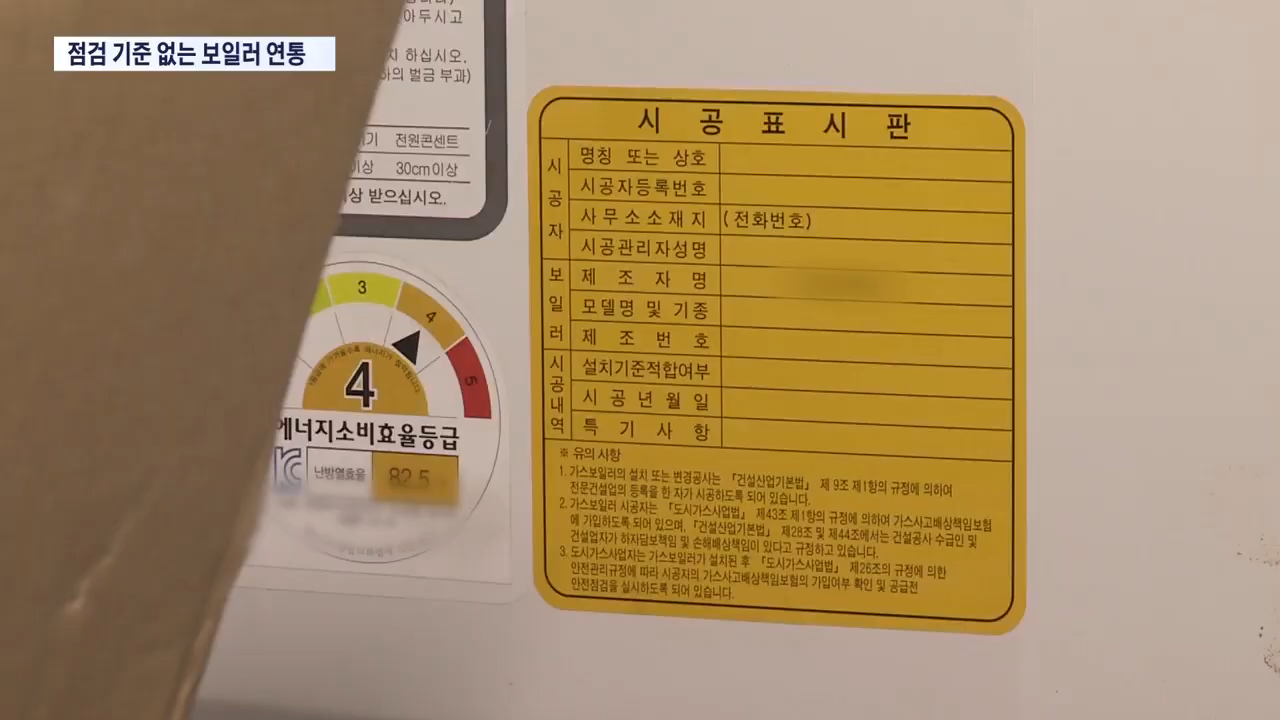 점검 기준 없는 보일러 연통
아두시고
하십시오.
벌금 부과)
전원콘센트
이상 30cm이상
받으십시오.
3
4
5
4
에너지소비효율등급
난방열효율 82.5
시공표시판
시공자
명칭 또는 상호
시공자등록번호
사무소소재지 (전화번호)
시공관리자성명
보일러
제조자명
모델명 및 기종
제조번호
시공내역
설치기준적합여부
시공년월일
특기사항
※ 유의사항
1. 가스보일러의 설치 또는 변경공사는 「건설산업기본법」 제9조 제1항의 규정에 의하여
전문건설업의 등록을 한 자가 시공하도록 되어 있습니다.
2. 가스보일러 시공자는 「도시가스사업법」 제43조 제1항의 규정에 의하여 가스사고배상책임보험
에 가입하도록 되어 있으며, 「건설산업기본법」 제28조 및 제44조에서는 건설공사 수급인 및
건설업자가 하자담보책임 및 손해배상책임이 있다고 규정하고 있습니다.
3. 도시가스사업자는 가스보일러가 설치된 후 「도시가스사업법」 제26조의 규정에 의한
안전관리규정에 따라 시공자의 가스사고배상책임보험의 가입여부 확인 및 공급전
안전점검을 실시하도록 되어 있습니다.